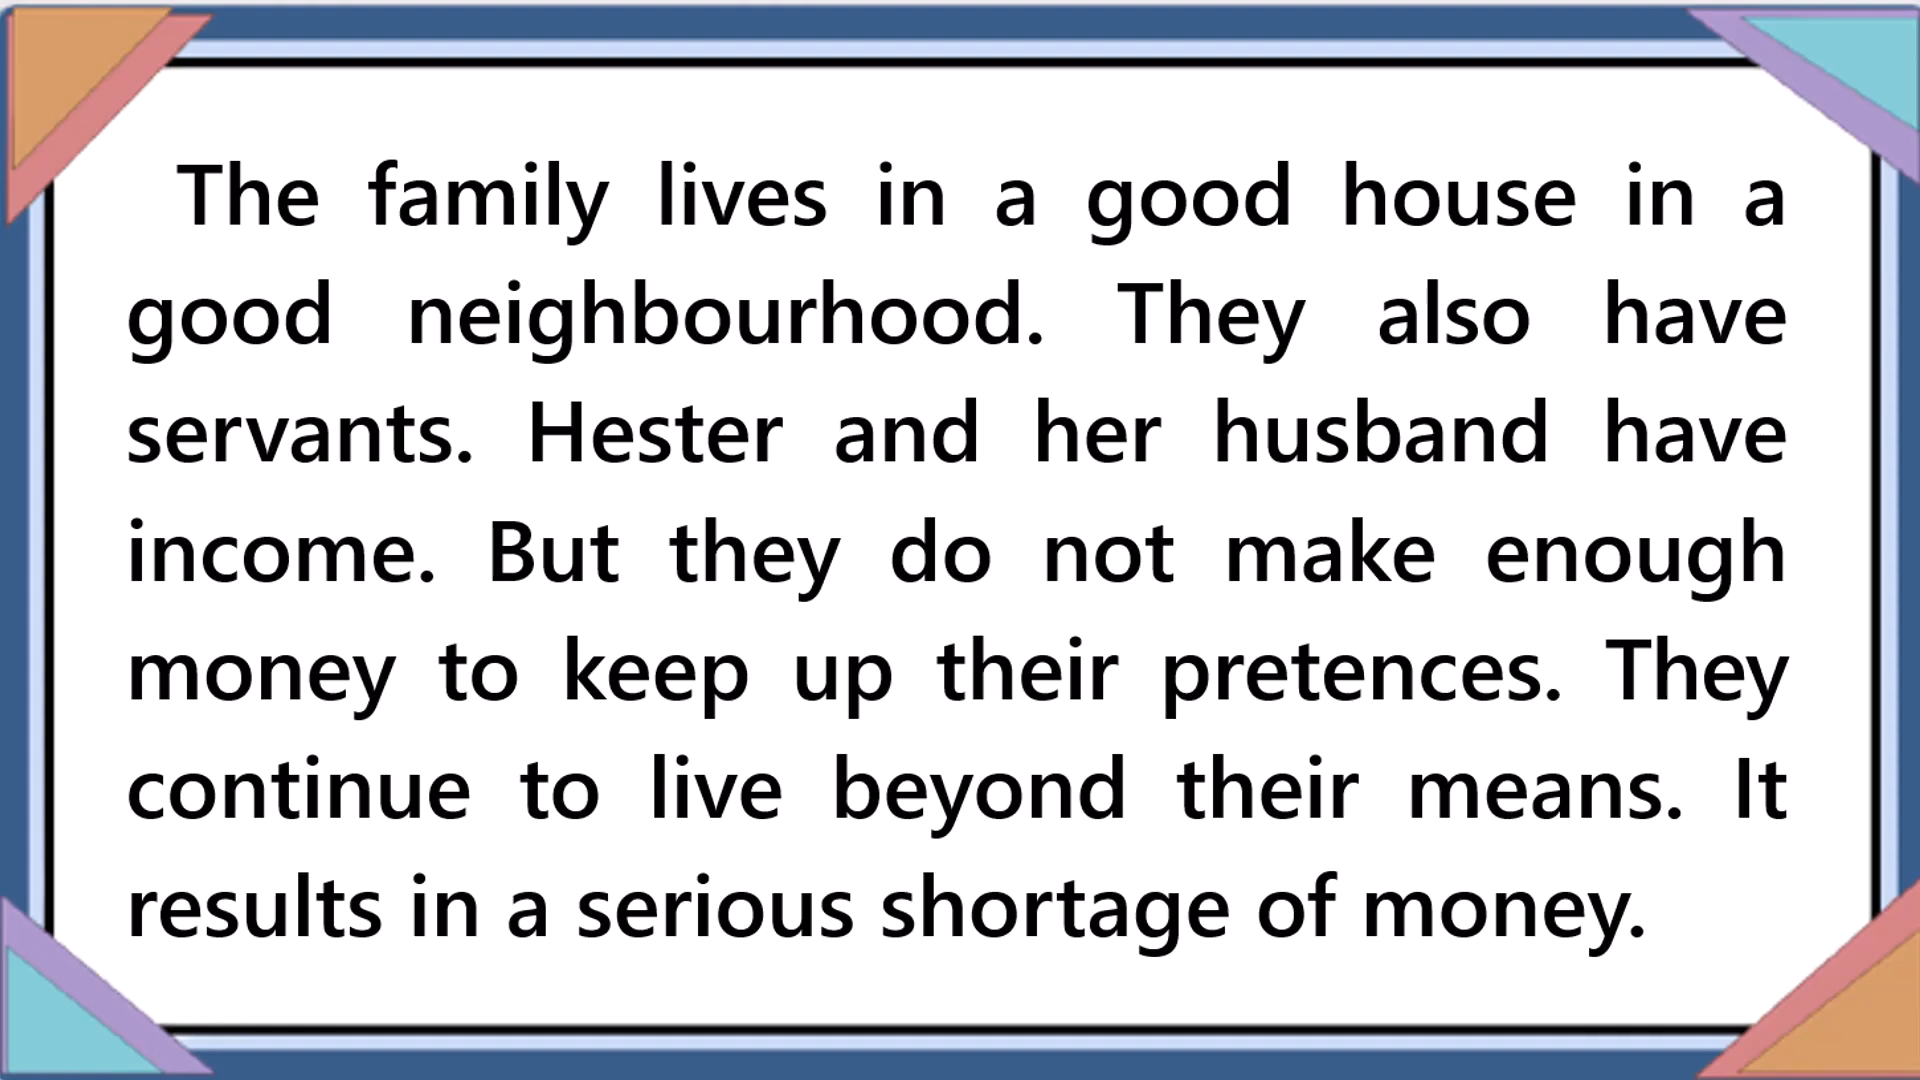 The family lives in a good house in a
good neighbourhood. They also have
servants. Hester and her husband have
income. But they do not make enough
money to keep up their pretences. They
continue to live beyond their means. It
results in a serious shortage of money.